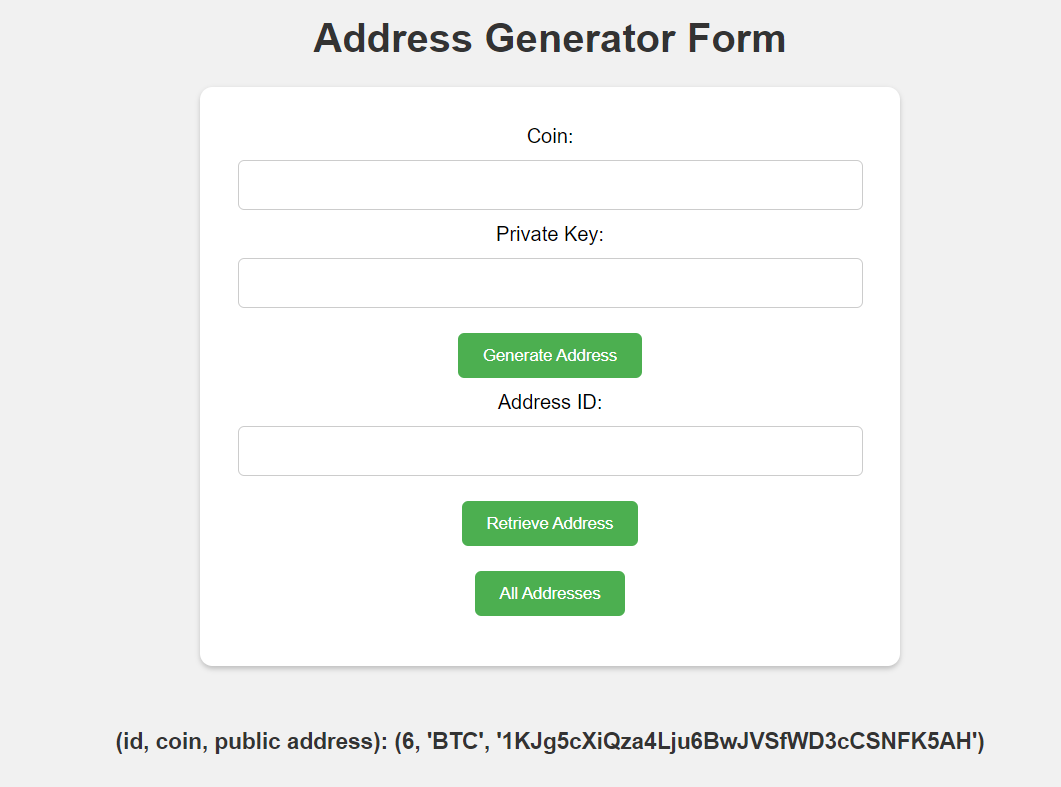 Address Generator Form
Coin:
Private Key:
Generate Address
Address ID:
Retrieve Address
All Addresses
(id, coin, public address): (6, 'BTC', '1KJg5cXiQza4Lju6BwJVSfWD3cCSNFK5AH')